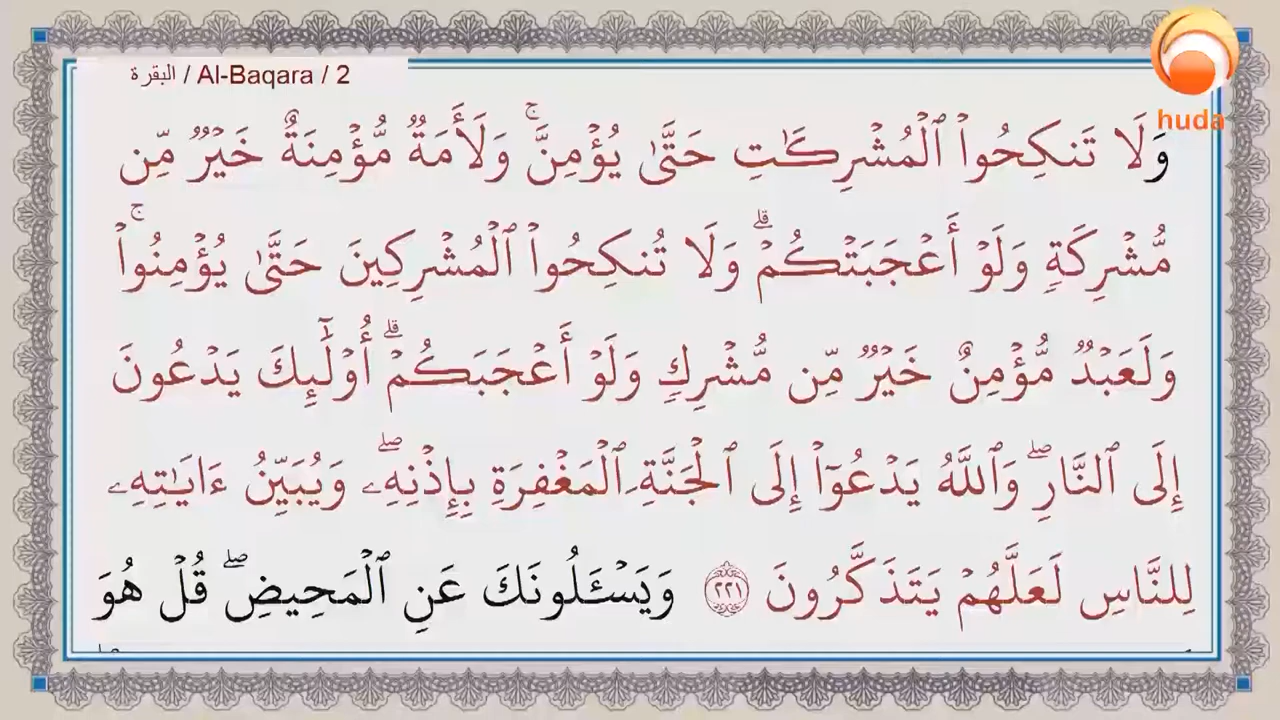 البقرة / Al-Baqara / 2
huda
وَلَا تَنكِحُوا۟ ٱلْمُشْرِكَٰتِ حَتَّىٰ يُؤْمِنَّ ۚ وَلَأَمَةٌ مُّؤْمِنَةٌ خَيْرٌ مِّن
مُّشْرِكَةٍ وَلَوْ أَعْجَبَتْكُمْ ۗ وَلَا تُنكِحُوا۟ ٱلْمُشْرِكِينَ حَتَّىٰ يُؤْمِنُوا۟ ۚ
وَلَعَبْدٌ مُّؤْمِنٌ خَيْرٌ مِّن مُّشْرِكٍ وَلَوْ أَعْجَبَكُمْ ۗ أُو۟لَٰٓئِكَ يَدْعُونَ
إِلَى ٱلنَّارِ ۖ وَٱللَّهُ يَدْعُوٓا۟ إِلَى ٱلْجَنَّةِ ٱلْمَغْفِرَةِ بِإِذْنِهِۦ ۖ وَيُبَيِّنُ ءَايَٰتِهِۦ
لِلنَّاسِ لَعَلَّهُمْ يَتَذَكَّرُونَ ٢٢١ وَيَسْـَٔلُونَكَ عَنِ ٱلْمَحِيضِ ۖ قُلْ هُوَ